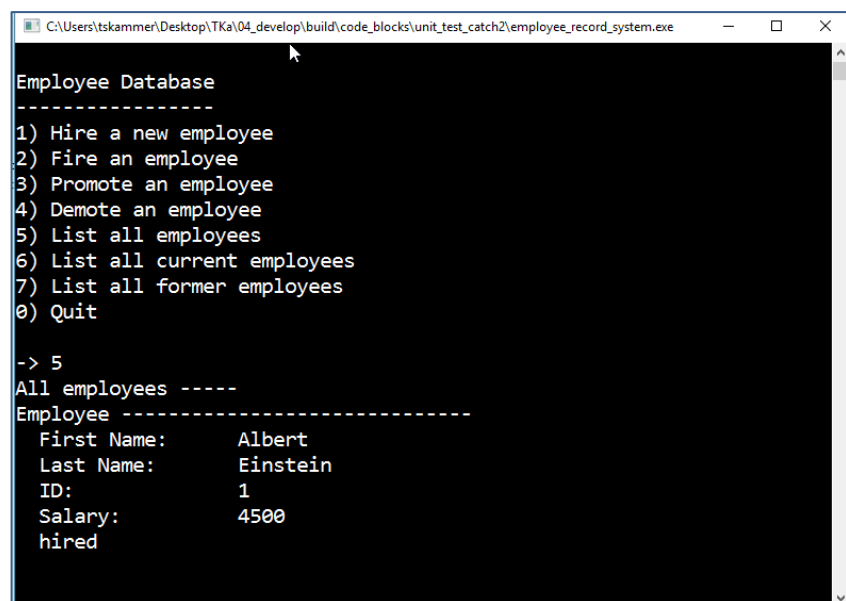 C:\Users\tskammer\Desktop\TKa\04_develop\build\code_blocks\unit_test_catch2\employee_record_system.exe
Employee Database
-----------------
1) Hire a new employee
2) Fire an employee
3) Promote an employee
4) Demote an employee
5) List all employees
6) List all current employees
7) List all former employees
0) Quit
-> 5
All employees -----
Employee ------------------------------
First Name: Albert
Last Name: Einstein
ID: 1
Salary: 4500
hired